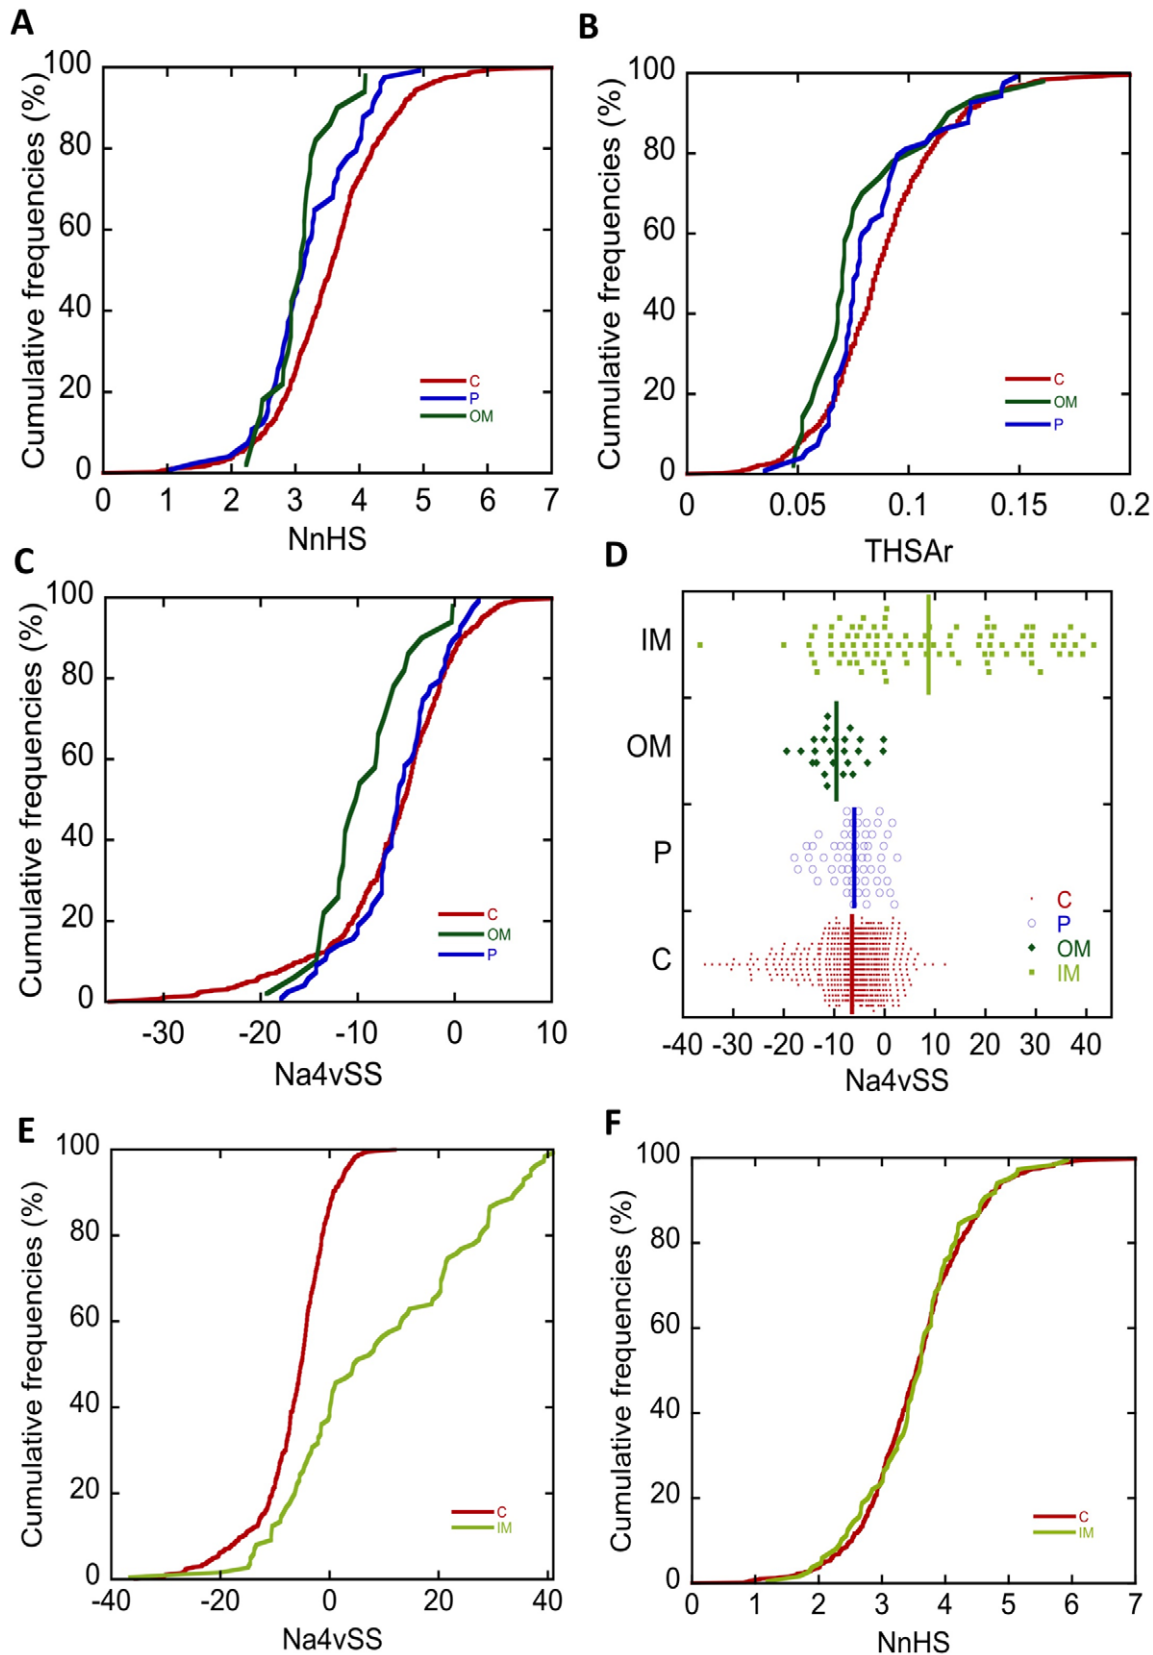 A
Cumulative frequencies (%)
100
80
60
40
20
0
0 1 2 3 4 5 6 7
NnHS
C
P
OM
B
Cumulative frequencies (%)
100
80
60
40
20
0
0 0.05 0.1 0.15 0.2
THSAr
C
OM
P
C
Cumulative frequencies (%)
100
80
60
40
20
0
-30 -20 -10 0 10
Na4vSS
C
OM
P
D
IM
OM
P
C
C
P
OM
IM
-40 -30 -20 -10 0 10 20 30 40
Na4vSS
E
Cumulative frequencies (%)
100
80
60
40
20
0
-40 -20 0 20 40
Na4vSS
C
IM
F
Cumulative frequencies (%)
100
80
60
40
20
0
0 1 2 3 4 5 6 7
NnHS
C
IM